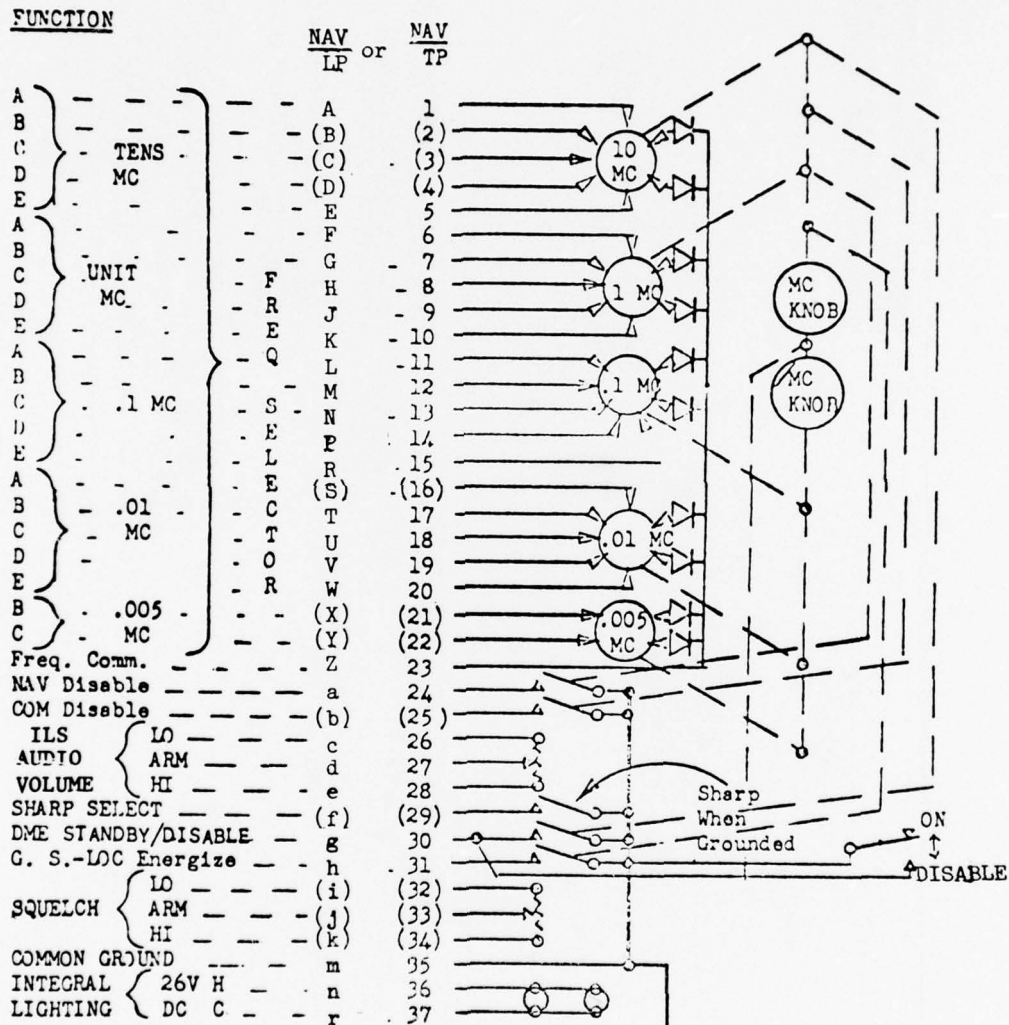 FUNCTION
NAV or NAV
LP TP
A A 1
B (B) (2)
C TENS (C) (3) 10
D MC (D) (4) MC
E E 5
A F 6
B G 7
C UNIT H 8 1 MC
D MC J 9
E K 10
A L 11
B M 12 .1 MC
C .1 MC N 13
D P 14
E R 15
A (S) (16)
B .01 T 17
C MC U 18 .01 MC
D V 19
E W 20
B .005 (X) (21) .005
C MC (Y) (22) MC
FREQ SELECTOR
MC
KNOB
MC
KNOB
Freq. Comm. Z 23
NAV Disable a 24
COM Disable (b) (25)
ILS LO c 26
AUDIO ARM d 27
VOLUME HI e 28
SHARP SELECT (f) (29)
DME STANDBY/DISABLE g 30
G. S.-LOC Energize h 31
LO (i) (32)
SQUELCH ARM (j) (33)
HI (k) (34)
COMMON GROUND m 35
INTEGRAL 26V H n 36
LIGHTING DC C r 37
Sharp
When
Grounded
ON
DISABLE